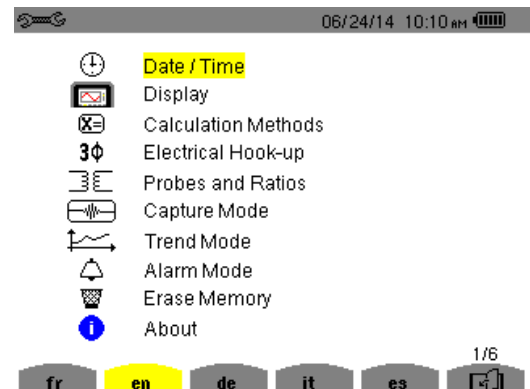 06/24/14 10:10 AM
Date / Time
Display
X= Calculation Methods
3Φ Electrical Hook-up
Probes and Ratios
Capture Mode
Trend Mode
Alarm Mode
Erase Memory
i About
1/6
fr en de it es